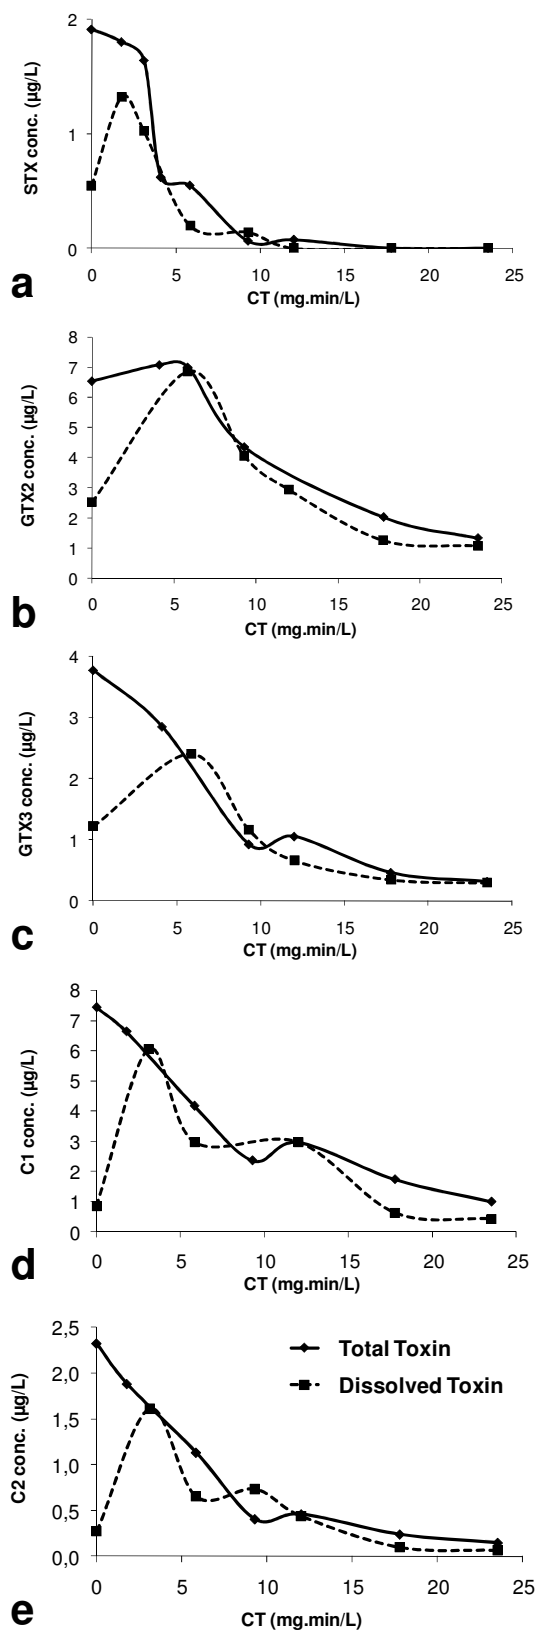 2
1
0
STX conc. (µg/L)
0 5 10 15 20 25
CT (mg.min/L)
a
8
7
6
5
4
3
2
1
0
GTX2 conc. (µg/L)
0 5 10 15 20 25
CT (mg.min/L)
b
4
3
2
1
0
GTX3 conc. (µg/L)
0 5 10 15 20 25
CT (mg.min/L)
c
8
7
6
5
4
3
2
1
0
C1 conc. (µg/L)
0 5 10 15 20 25
CT (mg.min/L)
d
2,5
2,0
1,5
1,0
0,5
0,0
C2 conc. (µg/L)
Total Toxin
Dissolved Toxin
0 5 10 15 20 25
CT (mg.min/L)
e